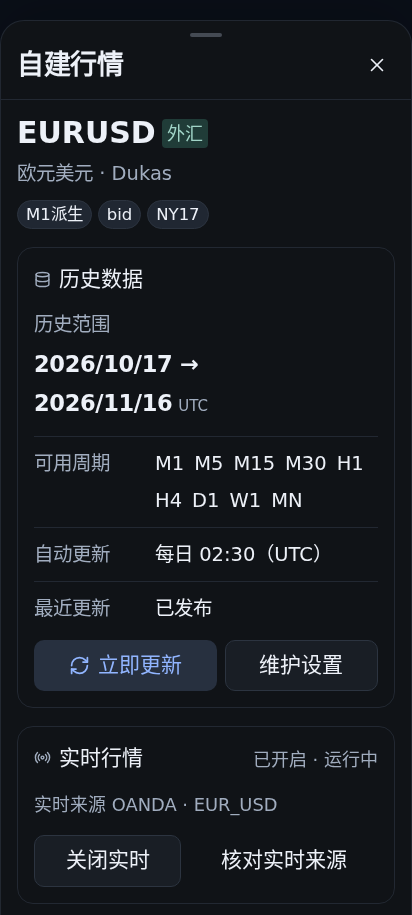 自建行情
EURUSD 外汇
欧元美元 · Dukas
M1派生 bid NY17
历史数据
历史范围
2026/10/17 →
2026/11/16 UTC
可用周期 M1 M5 M15 M30 H1
H4 D1 W1 MN
自动更新 每日 02:30（UTC）
最近更新 已发布
立即更新 维护设置
实时行情 已开启 · 运行中
实时来源 OANDA · EUR_USD
关闭实时 核对实时来源